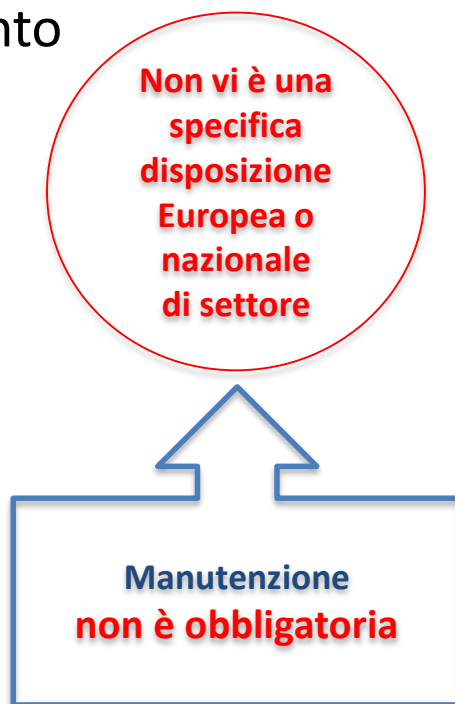 nto
Non vi è una
specifica
disposizione
Europea o
nazionale
di settore
Manutenzione
non è obbligatoria